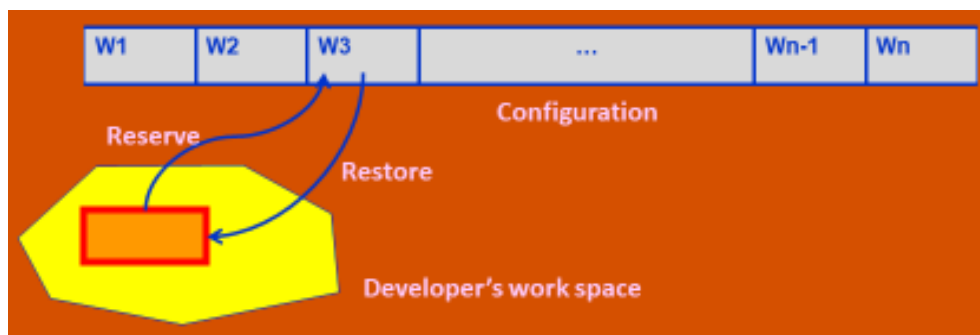 W1 W2 W3 ... Wn-1 Wn
Configuration
Reserve
Restore
Developer's work space